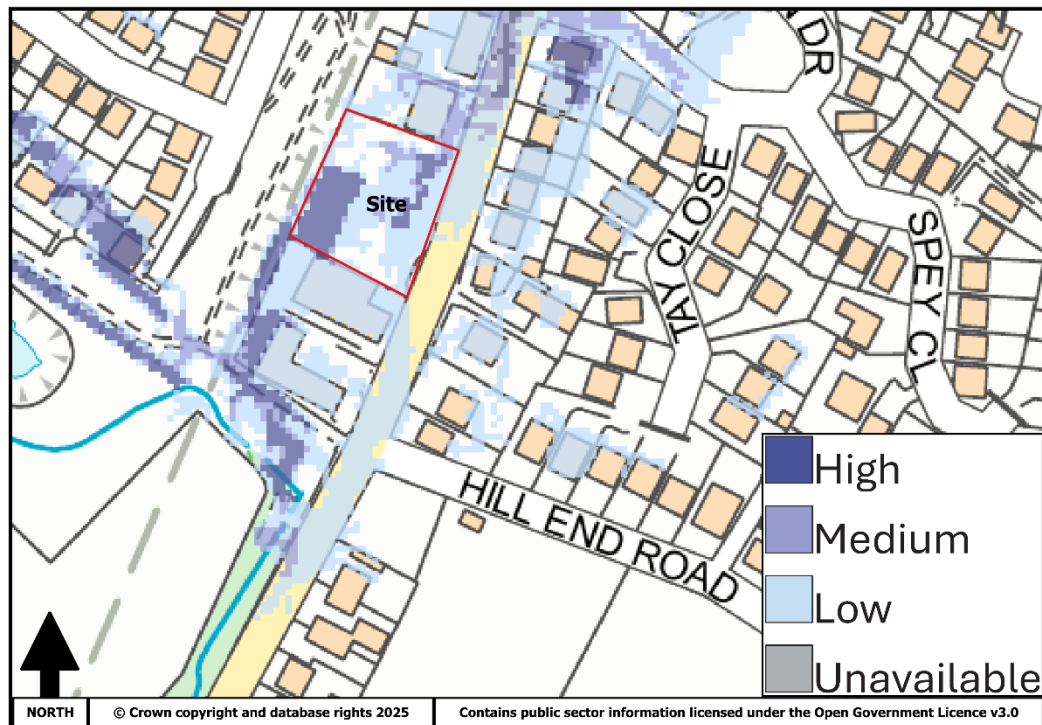 DR
Site
TAY CLOSE
SPEY CL
HILL END ROAD
High
Medium
Low
Unavailable
NORTH
© Crown copyright and database rights 2025
Contains public sector information licensed under the Open Government Licence v3.0